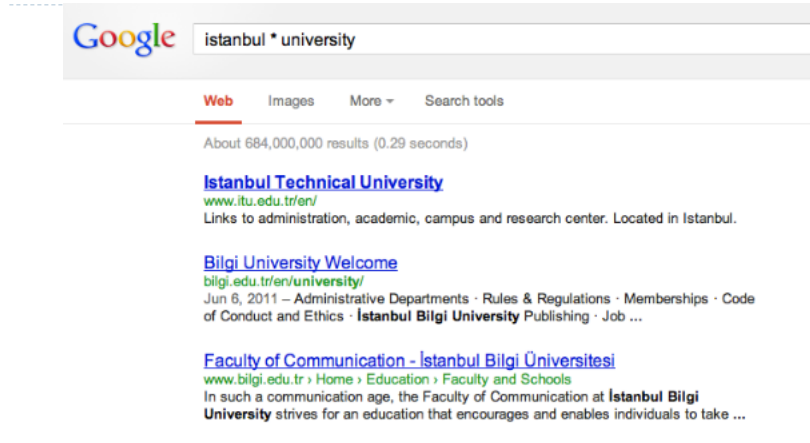 Google istanbul * university
Web Images More Search tools
About 684,000,000 results (0.29 seconds)
Istanbul Technical University
www.itu.edu.tr/en/
Links to administration, academic, campus and research center. Located in Istanbul.
Bilgi University Welcome
bilgi.edu.tr/en/university/
Jun 6, 2011 – Administrative Departments · Rules & Regulations · Memberships · Code
of Conduct and Ethics · İstanbul Bilgi University Publishing · Job ...
Faculty of Communication - İstanbul Bilgi Üniversitesi
www.bilgi.edu.tr › Home › Education › Faculty and Schools
In such a communication age, the Faculty of Communication at İstanbul Bilgi
University strives for an education that encourages and enables individuals to take ...